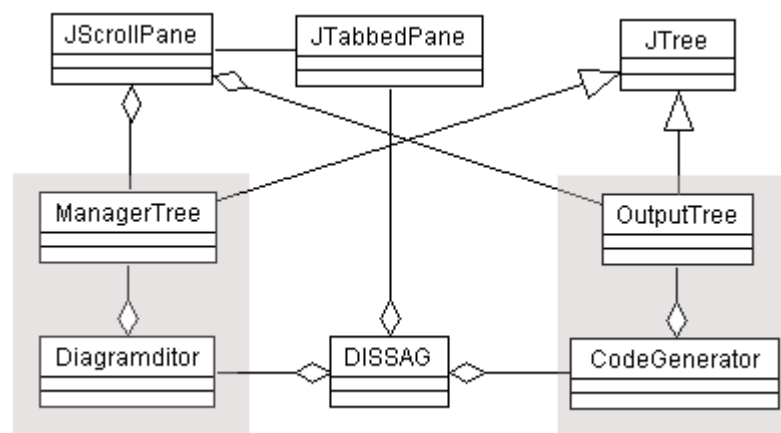 JScrollPane
JTabbedPane
JTree
ManagerTree
OutputTree
Diagramditor
DISSAG
CodeGenerator